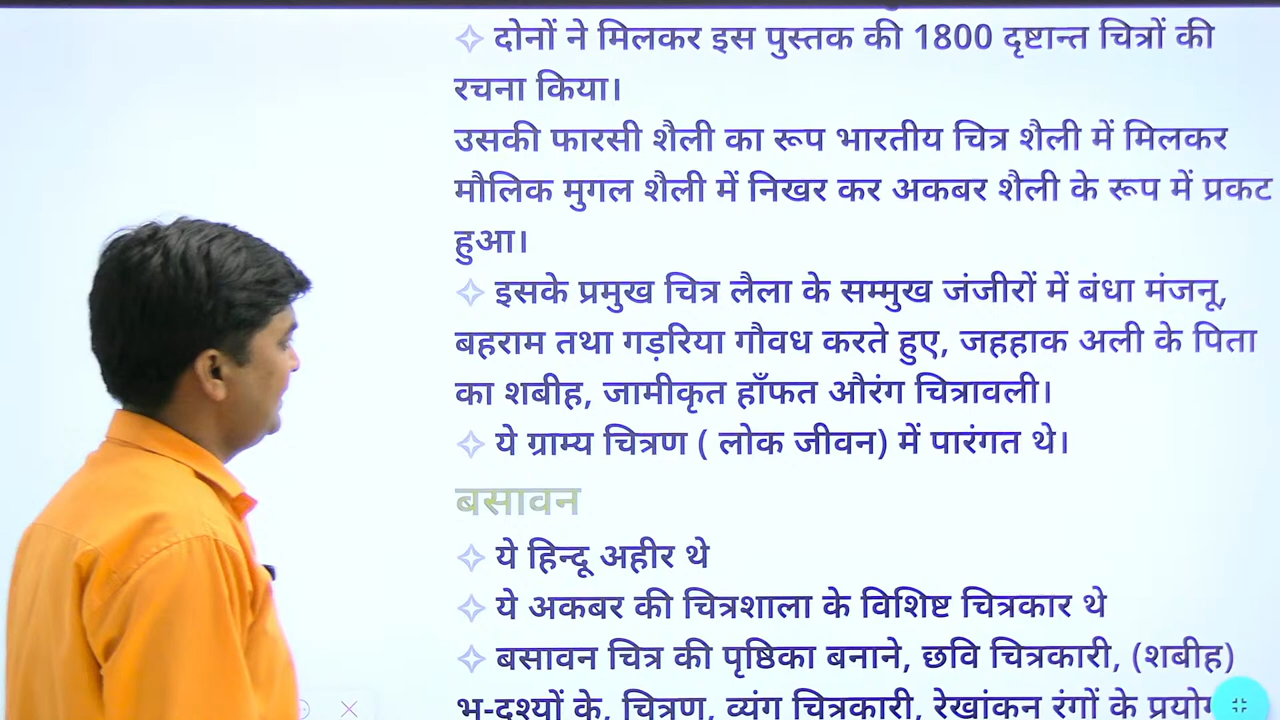 ✧ दोनों ने मिलकर इस पुस्तक की 1800 दृष्टान्त चित्रों की
रचना किया।
उसकी फारसी शैली का रूप भारतीय चित्र शैली में मिलकर
मौलिक मुगल शैली में निखर कर अकबर शैली के रूप में प्रकट
हुआ।
✧ इसके प्रमुख चित्र लैला के सम्मुख जंजीरों में बंधा मंजनू,
बहराम तथा गड़रिया गौवध करते हुए, जहहाक अली के पिता
का शबीह, जामीकृत हाँफत औरंग चित्रावली।
✧ ये ग्राम्य चित्रण ( लोक जीवन) में पारंगत थे।
बसावन
✧ ये हिन्दू अहीर थे
✧ ये अकबर की चित्रशाला के विशिष्ट चित्रकार थे
✧ बसावन चित्र की पृष्ठिका बनाने, छवि चित्रकारी, (शबीह)
भ-दृश्यों के, चित्रण, व्यंग चित्रकारी, रेखांकन रंगों के